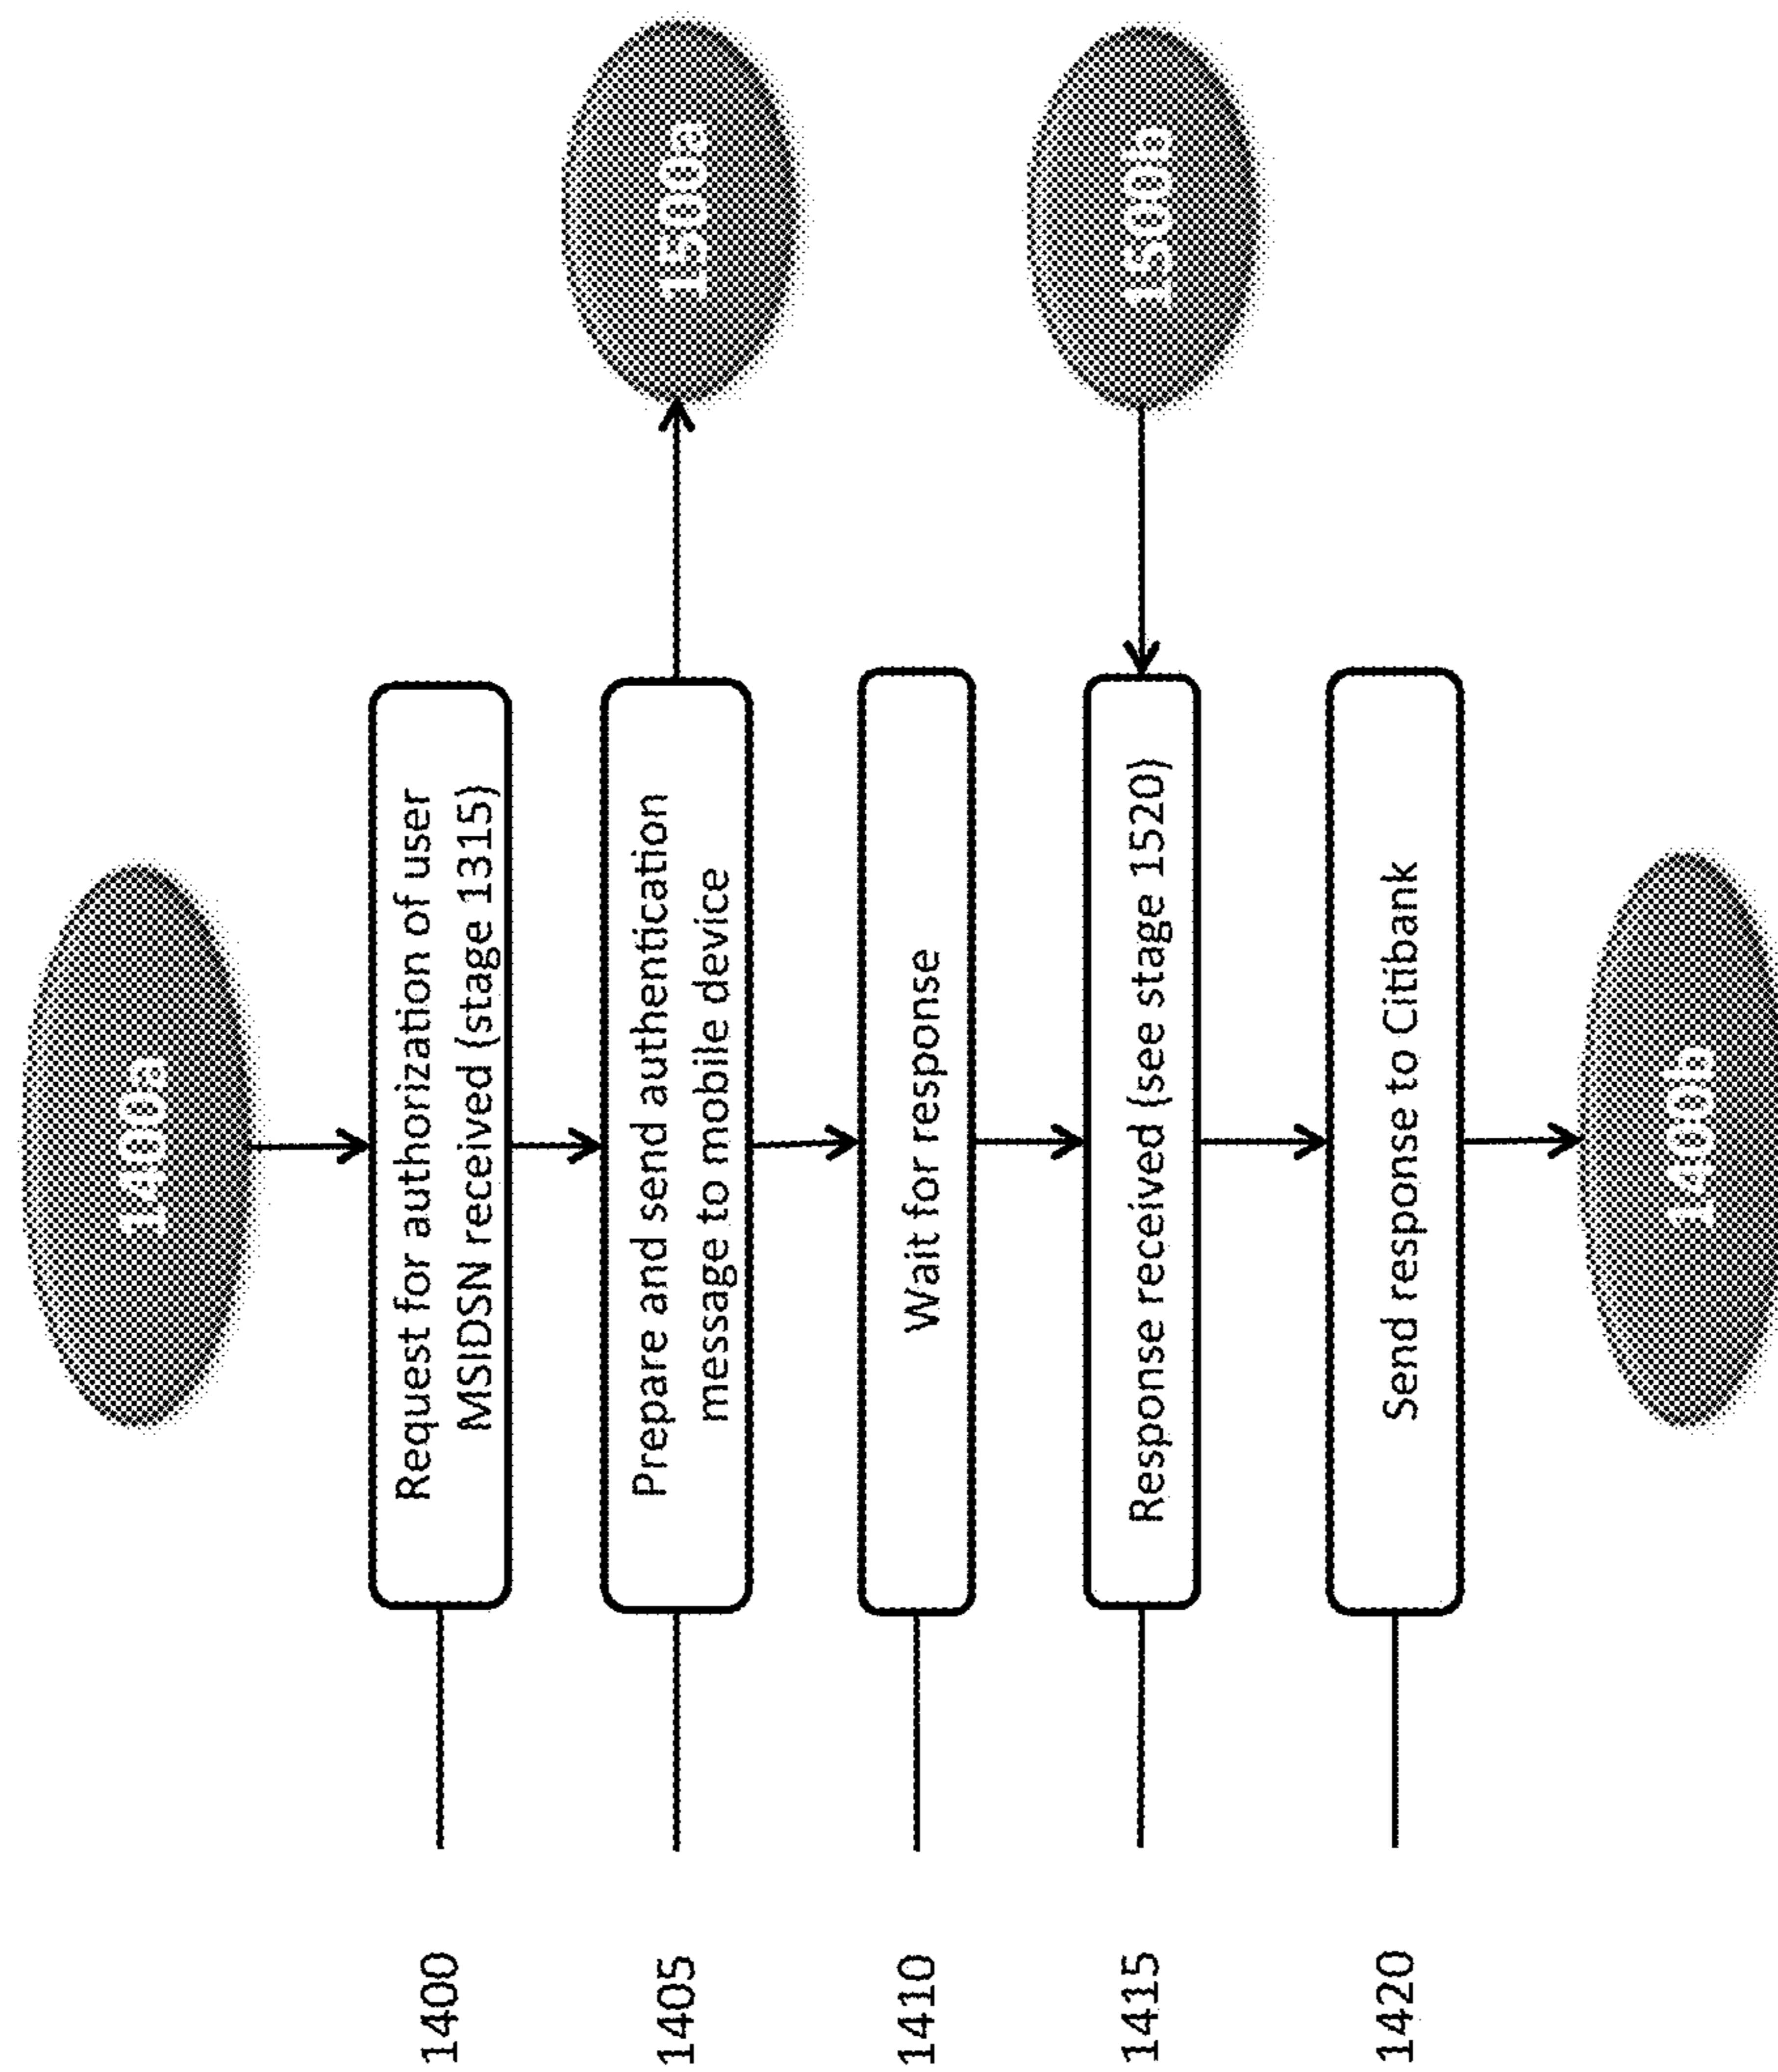 1400a
1400
Request for authorization of user
MSIDSN received (stage 1315)
1405
Prepare and send authentication
message to mobile device
1500a
1410
Wait for response
1415
Response received (see stage 1520)
1500b
1420
Send response to Citibank
1400b